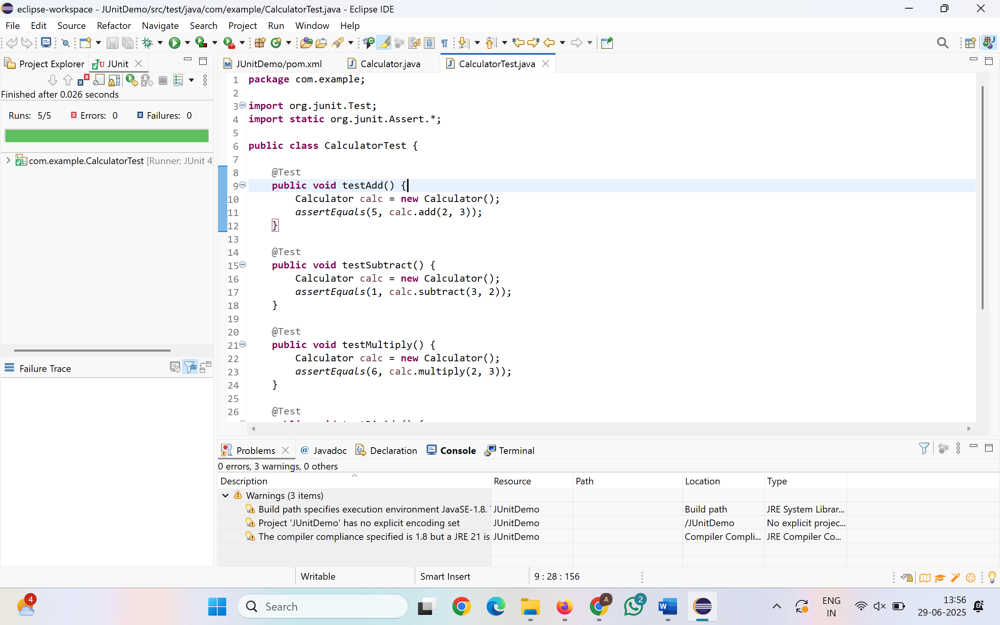 eclipse-workspace - JUnitDemo/src/test/java/com/example/CalculatorTest.java - Eclipse IDE
File Edit Source Refactor Navigate Search Project Run Window Help
Project Explorer JUnit
Finished after 0.026 seconds
Runs: 5/5 Errors: 0 Failures: 0
com.example.CalculatorTest [Runner: JUnit 4]
Failure Trace
JUnitDemo/pom.xml Calculator.java CalculatorTest.java
1 package com.example;
2
3 import org.junit.Test;
4 import static org.junit.Assert.*;
5
6 public class CalculatorTest {
7
8 @Test
9 public void testAdd() {
10 Calculator calc = new Calculator();
11 assertEquals(5, calc.add(2, 3));
12 }
13
14 @Test
15 public void testSubtract() {
16 Calculator calc = new Calculator();
17 assertEquals(1, calc.subtract(3, 2));
18 }
19
20 @Test
21 public void testMultiply() {
22 Calculator calc = new Calculator();
23 assertEquals(6, calc.multiply(2, 3));
24 }
25
26 @Test
Problems @ Javadoc Declaration Console Terminal
0 errors, 3 warnings, 0 others
Description Resource Path Location Type
Warnings (3 items)
Build path specifies execution environment JavaSE-1.8. JUnitDemo Build path JRE System Librar...
Project 'JUnitDemo' has no explicit encoding set JUnitDemo /JUnitDemo No explicit projec...
The compiler compliance specified is 1.8 but a JRE 21 is JUnitDemo Compiler Compli... JRE Compiler Co...
Writable Smart Insert 9 : 28 : 156
4 Search A 2 ENG
IN
13:56
29-06-2025